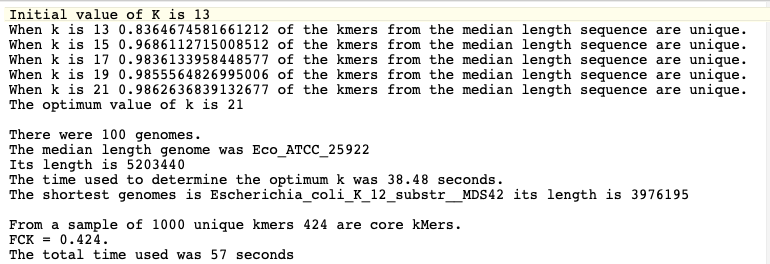 Initial value of K is 13
When k is 13 0.8364674581661212 of the kmers from the median length sequence are unique.
When k is 15 0.9686112715008512 of the kmers from the median length sequence are unique.
When k is 17 0.9836133958448577 of the kmers from the median length sequence are unique.
When k is 19 0.9855564826995006 of the kmers from the median length sequence are unique.
When k is 21 0.9862636839132677 of the kmers from the median length sequence are unique.
The optimum value of k is 21
There were 100 genomes.
The median length genome was Eco_ATCC_25922
Its length is 5203440
The time used to determine the optimum k was 38.48 seconds.
The shortest genomes is Escherichia_coli_K_12_substr__MDS42 its length is 3976195
From a sample of 1000 unique kmers 424 are core kMers.
FCK = 0.424.
The total time used was 57 seconds